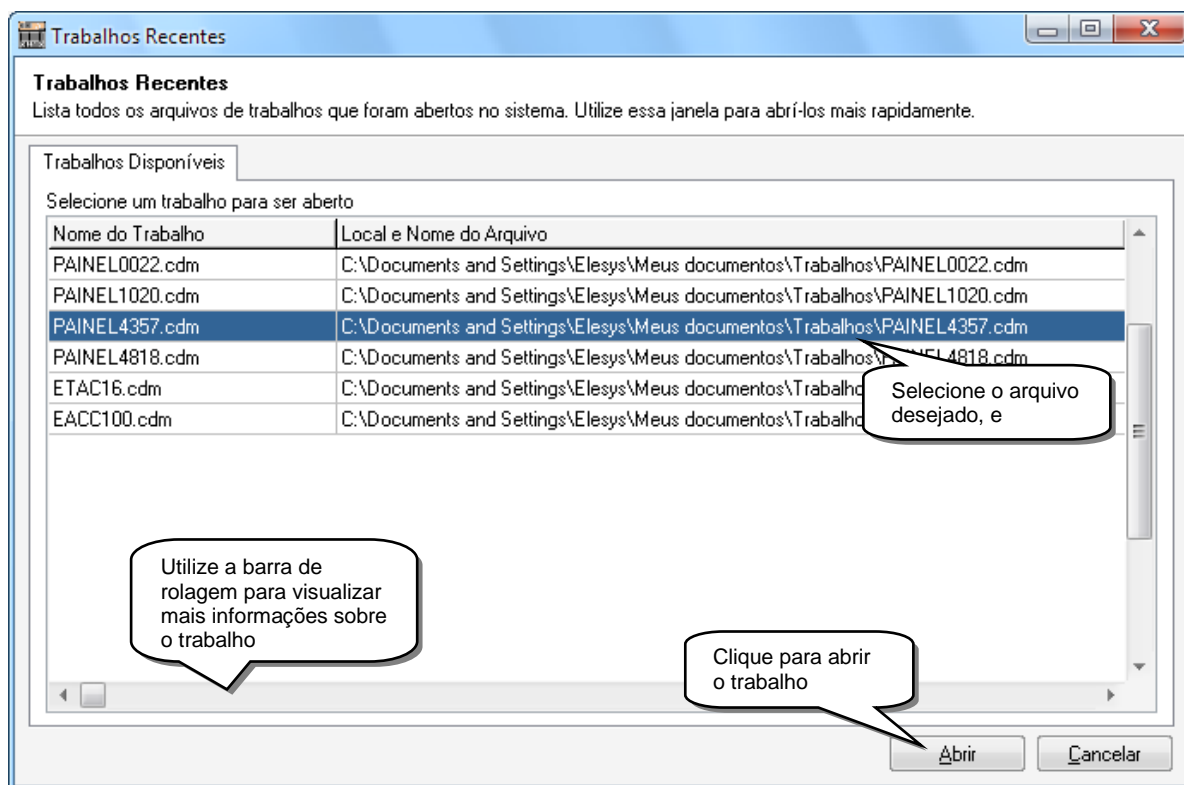 Trabalhos Recentes
Trabalhos Recentes
Lista todos os arquivos de trabalhos que foram abertos no sistema. Utilize essa janela para abrí-los mais rapidamente.
Trabalhos Disponíveis
Selecione um trabalho para ser aberto
Nome do Trabalho Local e Nome do Arquivo
PAINEL0022.cdm C:\Documents and Settings\Elesys\Meus documentos\Trabalhos\PAINEL0022.cdm
PAINEL1020.cdm C:\Documents and Settings\Elesys\Meus documentos\Trabalhos\PAINEL1020.cdm
PAINEL4357.cdm C:\Documents and Settings\Elesys\Meus documentos\Trabalhos\PAINEL4357.cdm
PAINEL4818.cdm C:\Documents and Settings\Elesys\Meus documentos\Trabalhos\PAINEL4818.cdm
ETAC16.cdm C:\Documents and Settings\Elesys\Meus documentos\Trabalho
EACC100.cdm C:\Documents and Settings\Elesys\Meus documentos\Trabalho
Selecione o arquivo
desejado, e
Utilize a barra de
rolagem para visualizar
mais informações sobre
o trabalho
Clique para abrir
o trabalho
Abrir Cancelar